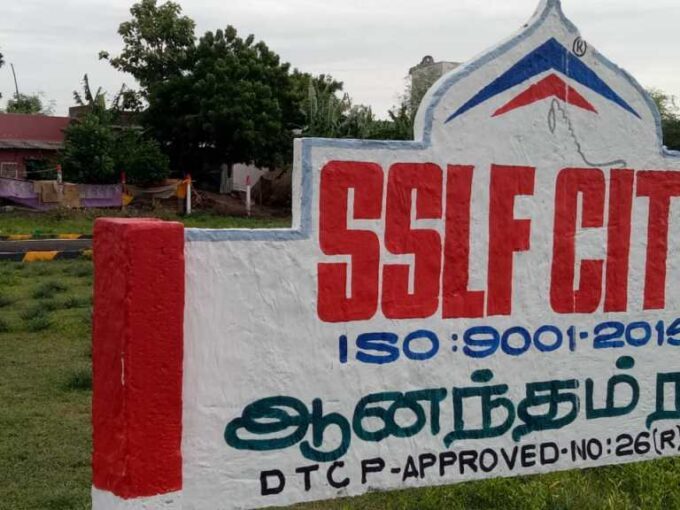 ®
SSLF CIT
ISO:9001-2015
ஆனந்தம் ந
DTCP-APPROVED-NO:26(R)